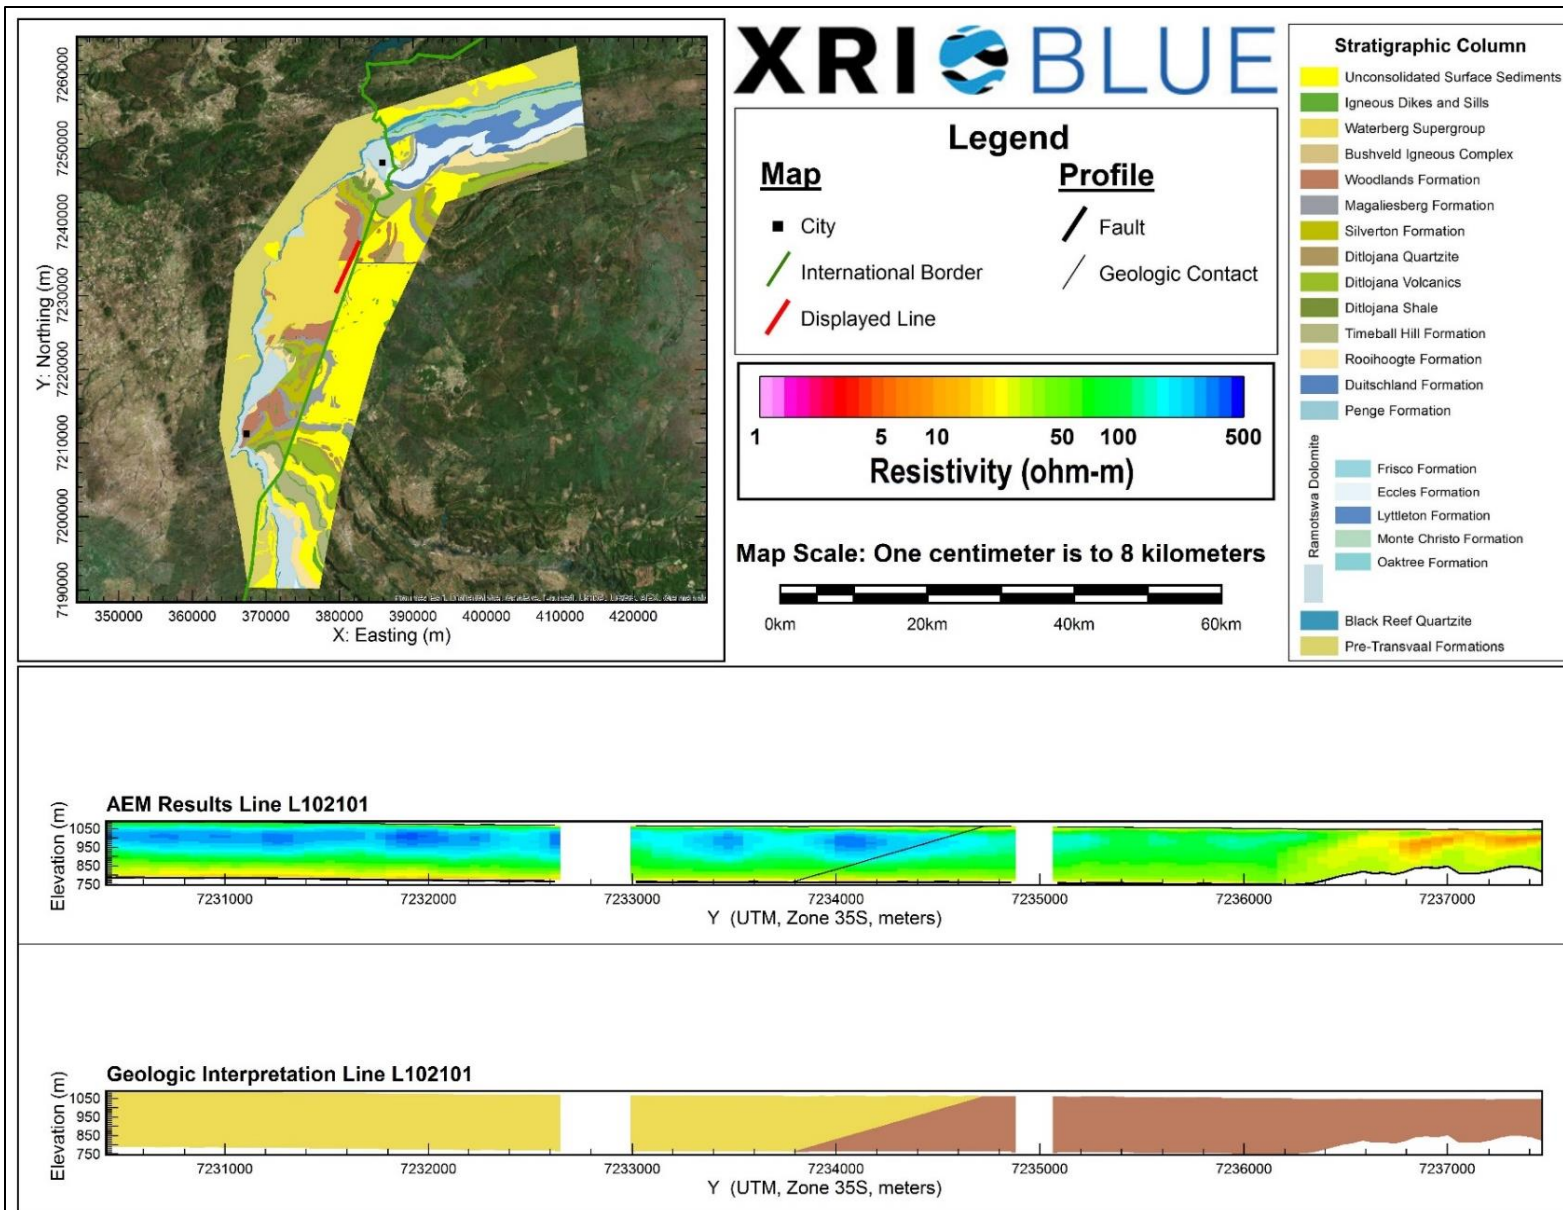 XRI BLUE
7260000
7250000
7240000
7230000
7220000
7210000
7200000
7190000
Y: Northing (m)
350000 360000 370000 380000 390000 400000 410000 420000
X: Easting (m)
Legend
Map
City
International Border
Displayed Line
Profile
Fault
Geologic Contact
1 5 10 50 100 500
Resistivity (ohm-m)
Map Scale: One centimeter is to 8 kilometers
0km 20km 40km 60km
Stratigraphic Column
Unconsolidated Surface Sediments
Igneous Dikes and Sills
Waterberg Supergroup
Bushveld Igneous Complex
Woodlands Formation
Magaliesberg Formation
Silverton Formation
Ditlojana Quartzite
Ditlojana Volcanics
Ditlojana Shale
Timeball Hill Formation
Rooihoogte Formation
Duitschland Formation
Penge Formation
Ramotswa Dolomite
Frisco Formation
Eccles Formation
Lyttleton Formation
Monte Christo Formation
Oaktree Formation
Black Reef Quartzite
Pre-Transvaal Formations
AEM Results Line L102101
Elevation (m)
1050
950
850
750
7231000 7232000 7233000 7234000 7235000 7236000 7237000
Y (UTM, Zone 35S, meters)
Geologic Interpretation Line L102101
Elevation (m)
1050
950
850
750
7231000 7232000 7233000 7234000 7235000 7236000 7237000
Y (UTM, Zone 35S, meters)